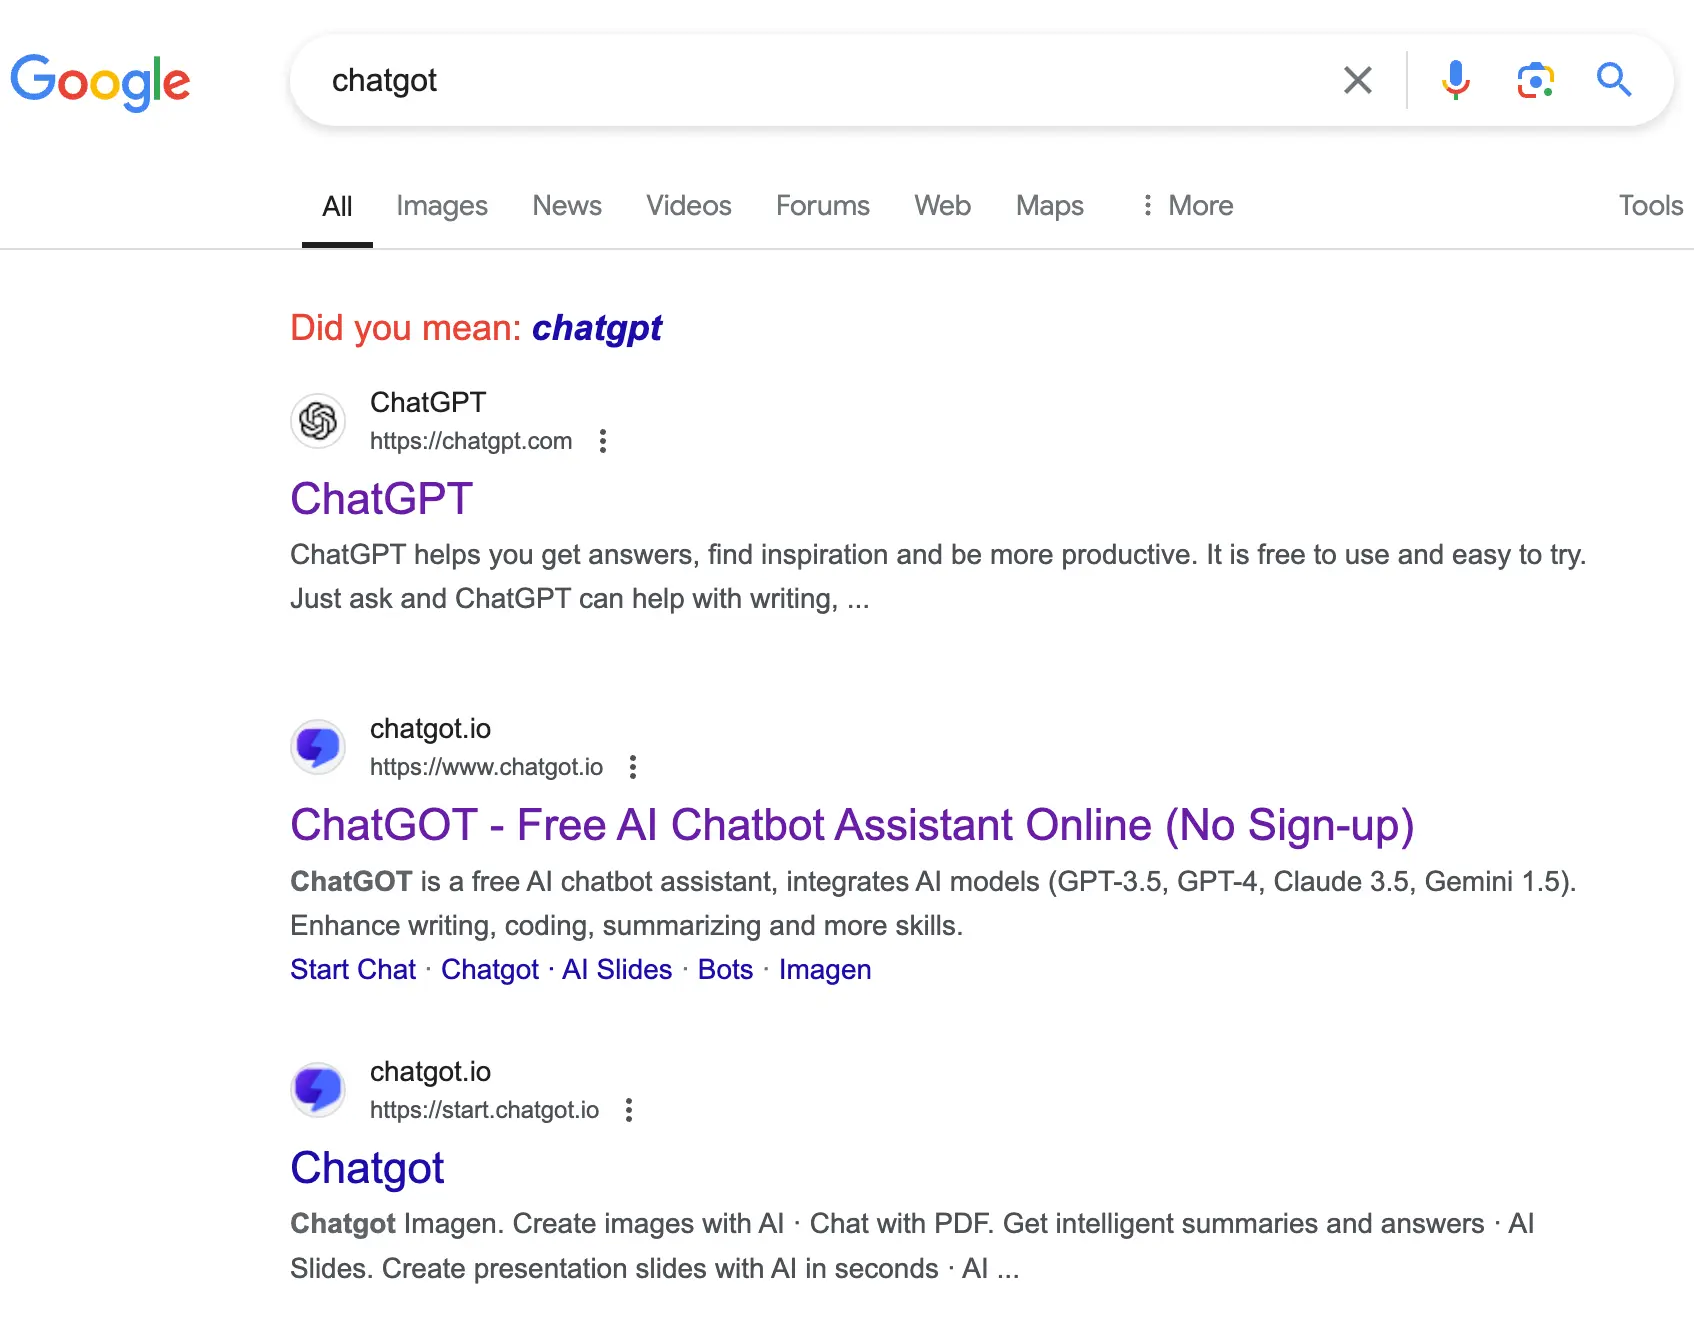 Google
chatgot
All Images News Videos Forums Web Maps More Tools
Did you mean: chatgpt
ChatGPT
https://chatgpt.com
ChatGPT
ChatGPT helps you get answers, find inspiration and be more productive. It is free to use and easy to try.
Just ask and ChatGPT can help with writing, ...
chatgot.io
https://www.chatgot.io
ChatGOT - Free AI Chatbot Assistant Online (No Sign-up)
ChatGOT is a free AI chatbot assistant, integrates AI models (GPT-3.5, GPT-4, Claude 3.5, Gemini 1.5).
Enhance writing, coding, summarizing and more skills.
Start Chat · Chatgot · AI Slides · Bots · Imagen
chatgot.io
https://start.chatgot.io
Chatgot
Chatgot Imagen. Create images with AI · Chat with PDF. Get intelligent summaries and answers · AI
Slides. Create presentation slides with AI in seconds · AI ...